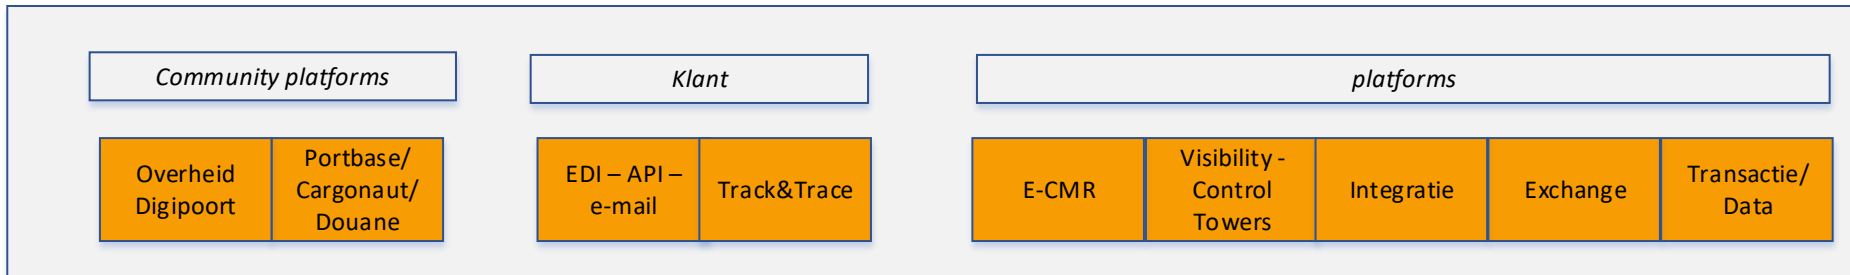 Community platforms
Klant
platforms
Overheid
Digipoort
Portbase/
Cargonaut/
Douane
EDI – API –
e-mail
Track&Trace
E-CMR
Visibility -
Control
Towers
Integratie
Exchange
Transactie/
Data